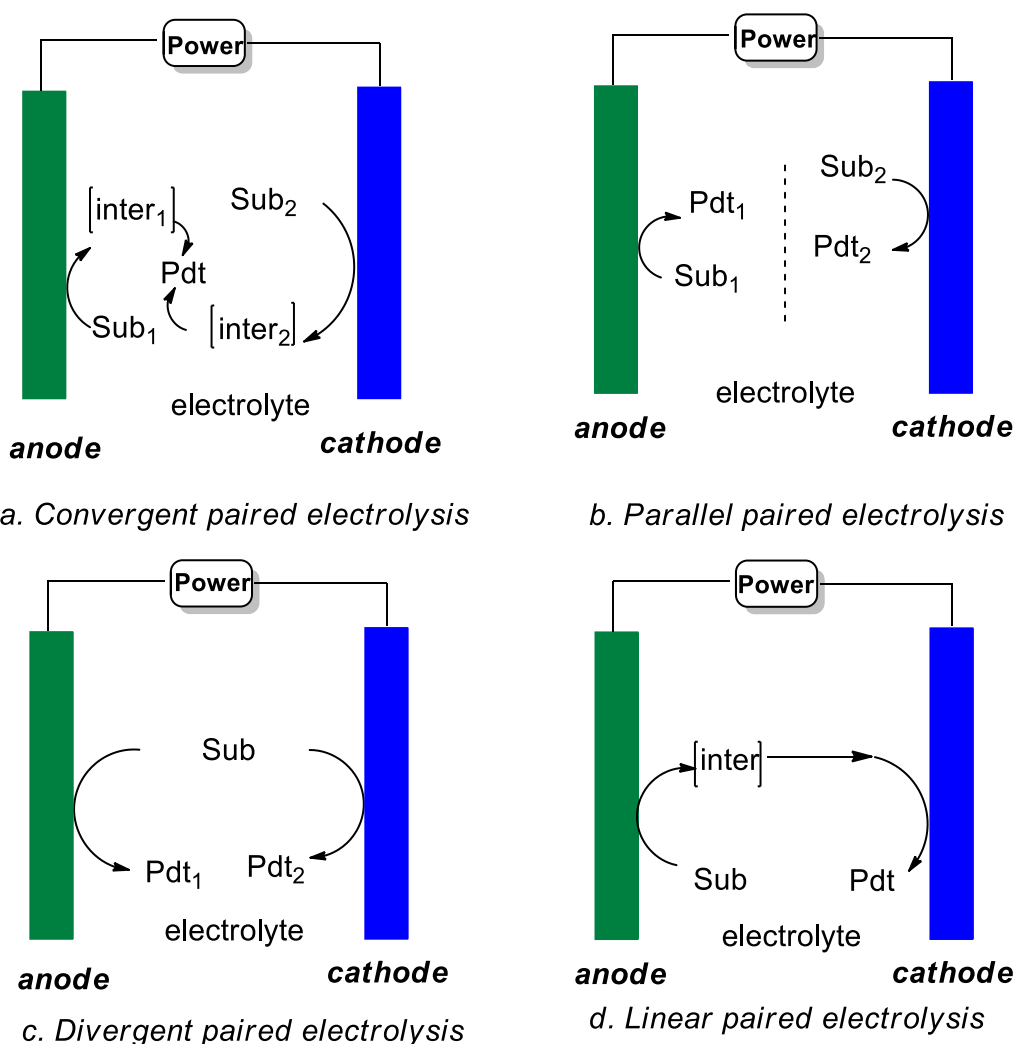 Power
[inter₁]
Sub₂
Pdt
Sub₁
[inter₂]
electrolyte
anode
cathode
a. Convergent paired electrolysis
Power
Sub₂
Pdt₁
Pdt₂
Sub₁
electrolyte
anode
cathode
b. Parallel paired electrolysis
Power
Sub
Pdt₁
Pdt₂
electrolyte
anode
cathode
c. Divergent paired electrolysis
Power
[inter]
Sub
Pdt
electrolyte
anode
cathode
d. Linear paired electrolysis